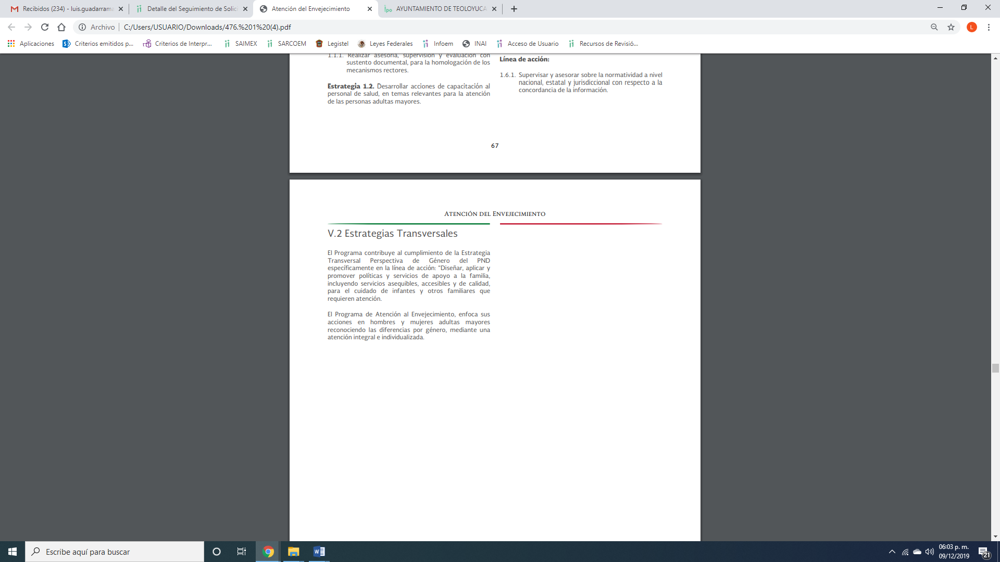 Recibidos (234) - luis.guadarrama
Detalle del Seguimiento de Solici
Atención del Envejecimiento
AYUNTAMIENTO DE TEOLOYUCA
Archivo
C:/Users/USUARIO/Downloads/476.%201%20(4).pdf
L
Aplicaciones
Criterios emitidos p...
Criterios de Interpr...
SAIMEX
SARCOEM
Legistel
Leyes Federales
Infoem
INAI
Acceso de Usuario
Recursos de Revisió...
1.1.1. Realizar asesoría, supervisión y evaluación con
sustento documental, para la homologación de los
mecanismos rectores.
Estrategia 1.2. Desarrollar acciones de capacitación al
personal de salud, en temas relevantes para la atención
de las personas adultas mayores.
Línea de acción:
1.6.1. Supervisar y asesorar sobre la normatividad a nivel
nacional, estatal y jurisdiccional con respecto a la
concordancia de la información.
67
Atención del Envejecimiento
V.2 Estrategias Transversales
El Programa contribuye al cumplimiento de la Estrategia
Transversal Perspectiva de Género del PND
específicamente en la línea de acción: “Diseñar, aplicar y
promover políticas y servicios de apoyo a la familia,
incluyendo servicios asequibles, accesibles y de calidad,
para el cuidado de infantes y otros familiares que
requieren atención.
El Programa de Atención al Envejecimiento, enfoca sus
acciones en hombres y mujeres adultas mayores
reconociendo las diferencias por género, mediante una
atención integral e individualizada.
Escribe aquí para buscar
06:03 p. m.
09/12/2019
21